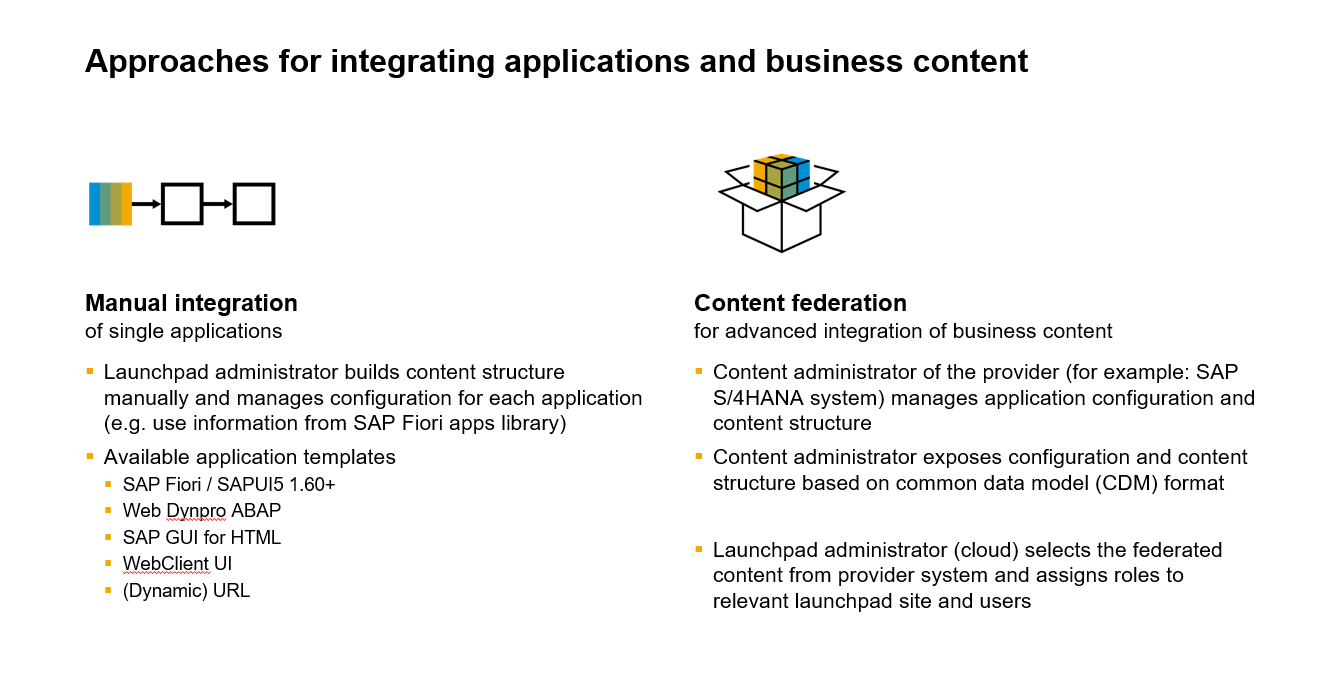 Approaches for integrating applications and business content
Manual integration
of single applications
Launchpad administrator builds content structure
manually and manages configuration for each application
(e.g. use information from SAP Fiori apps library)
Available application templates
SAP Fiori / SAPUI5 1.60+
Web Dynpro ABAP
SAP GUI for HTML
WebClient UI
(Dynamic) URL
Content federation
for advanced integration of business content
Content administrator of the provider (for example: SAP
S/4HANA system) manages application configuration and
content structure
Content administrator exposes configuration and content
structure based on common data model (CDM) format
Launchpad administrator (cloud) selects the federated
content from provider system and assigns roles to
relevant launchpad site and users